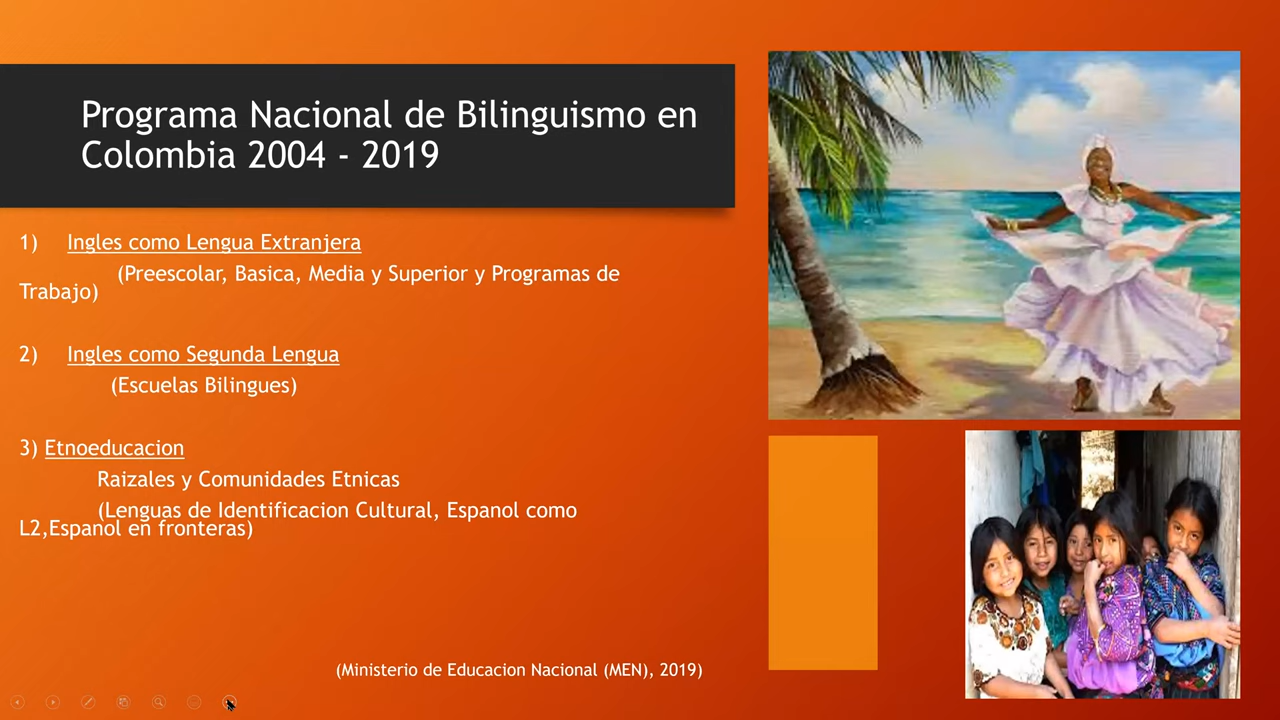 Programa Nacional de Bilinguismo en
Colombia 2004 - 2019
1) Ingles como Lengua Extranjera
(Preescolar, Basica, Media y Superior y Programas de
Trabajo)
2) Ingles como Segunda Lengua
(Escuelas Bilingues)
3) Etnoeducacion
Raizales y Comunidades Etnicas
(Lenguas de Identificacion Cultural, Espanol como
L2,Espanol en fronteras)
(Ministerio de Educacion Nacional (MEN), 2019)